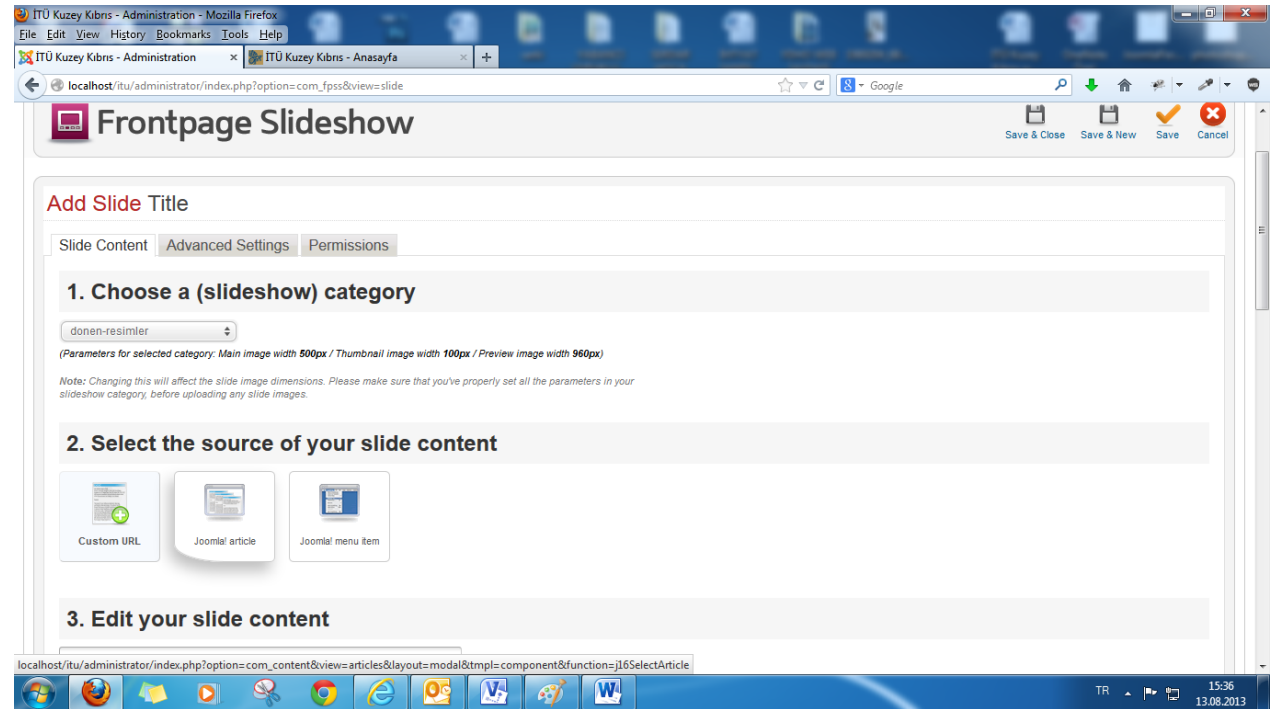 İTÜ Kuzey Kıbrıs - Administration - Mozilla Firefox
File Edit View History Bookmarks Tools Help
İTÜ Kuzey Kıbrıs - Administration × İTÜ Kuzey Kıbrıs - Anasayfa × +
localhost/itu/administrator/index.php?option=com_fpss&view=slide Google
Frontpage Slideshow
Save & Close Save & New Save Cancel
Add Slide Title
Slide Content Advanced Settings Permissions
1. Choose a (slideshow) category
donen-resimler
(Parameters for selected category: Main image width 500px / Thumbnail image width 100px / Preview image width 960px)
Note: Changing this will affect the slide image dimensions. Please make sure that you've properly set all the parameters in your
slideshow category, before uploading any slide images.
2. Select the source of your slide content
Custom URL Joomla! article Joomla! menu item
3. Edit your slide content
localhost/itu/administrator/index.php?option=com_content&view=articles&layout=modal&tmpl=component&function=j16SelectArticle
TR 15:36
13.08.2013